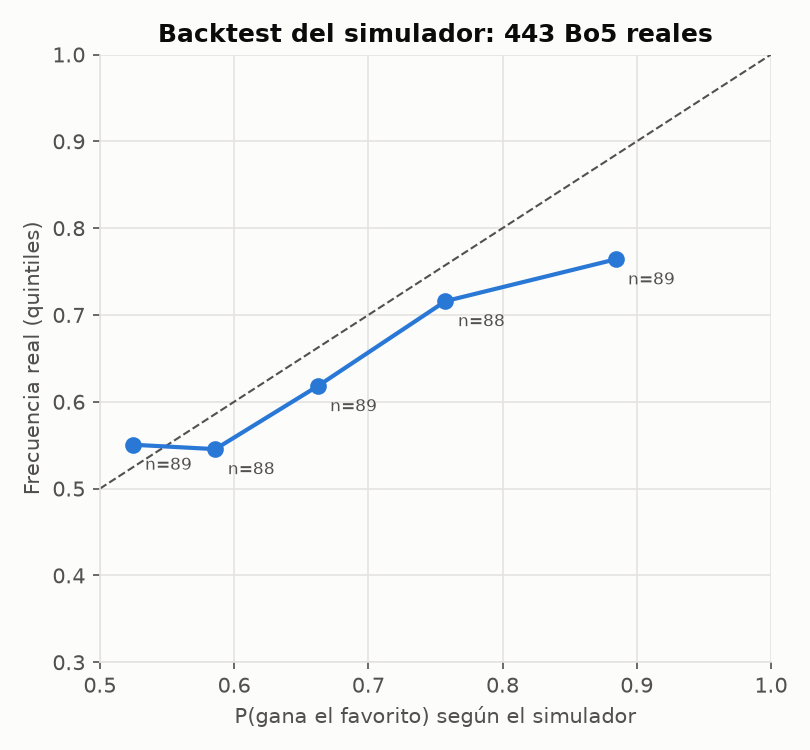 Backtest del simulador: 443 Bo5 reales
Frecuencia real (quintiles)
1.0
0.9
0.8
0.7
0.6
0.5
0.4
0.3
n=89
n=88
n=89
n=88
n=89
0.5 0.6 0.7 0.8 0.9 1.0
P(gana el favorito) según el simulador